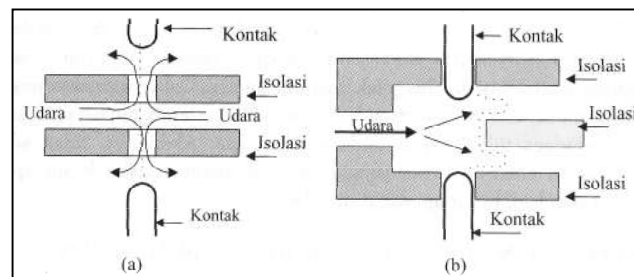 Kontak
Isolasi
Udara
Udara
Isolasi
Kontak
(a)
Kontak
Isolasi
Isolasi
Udara
Isolasi
Kontak
(b)